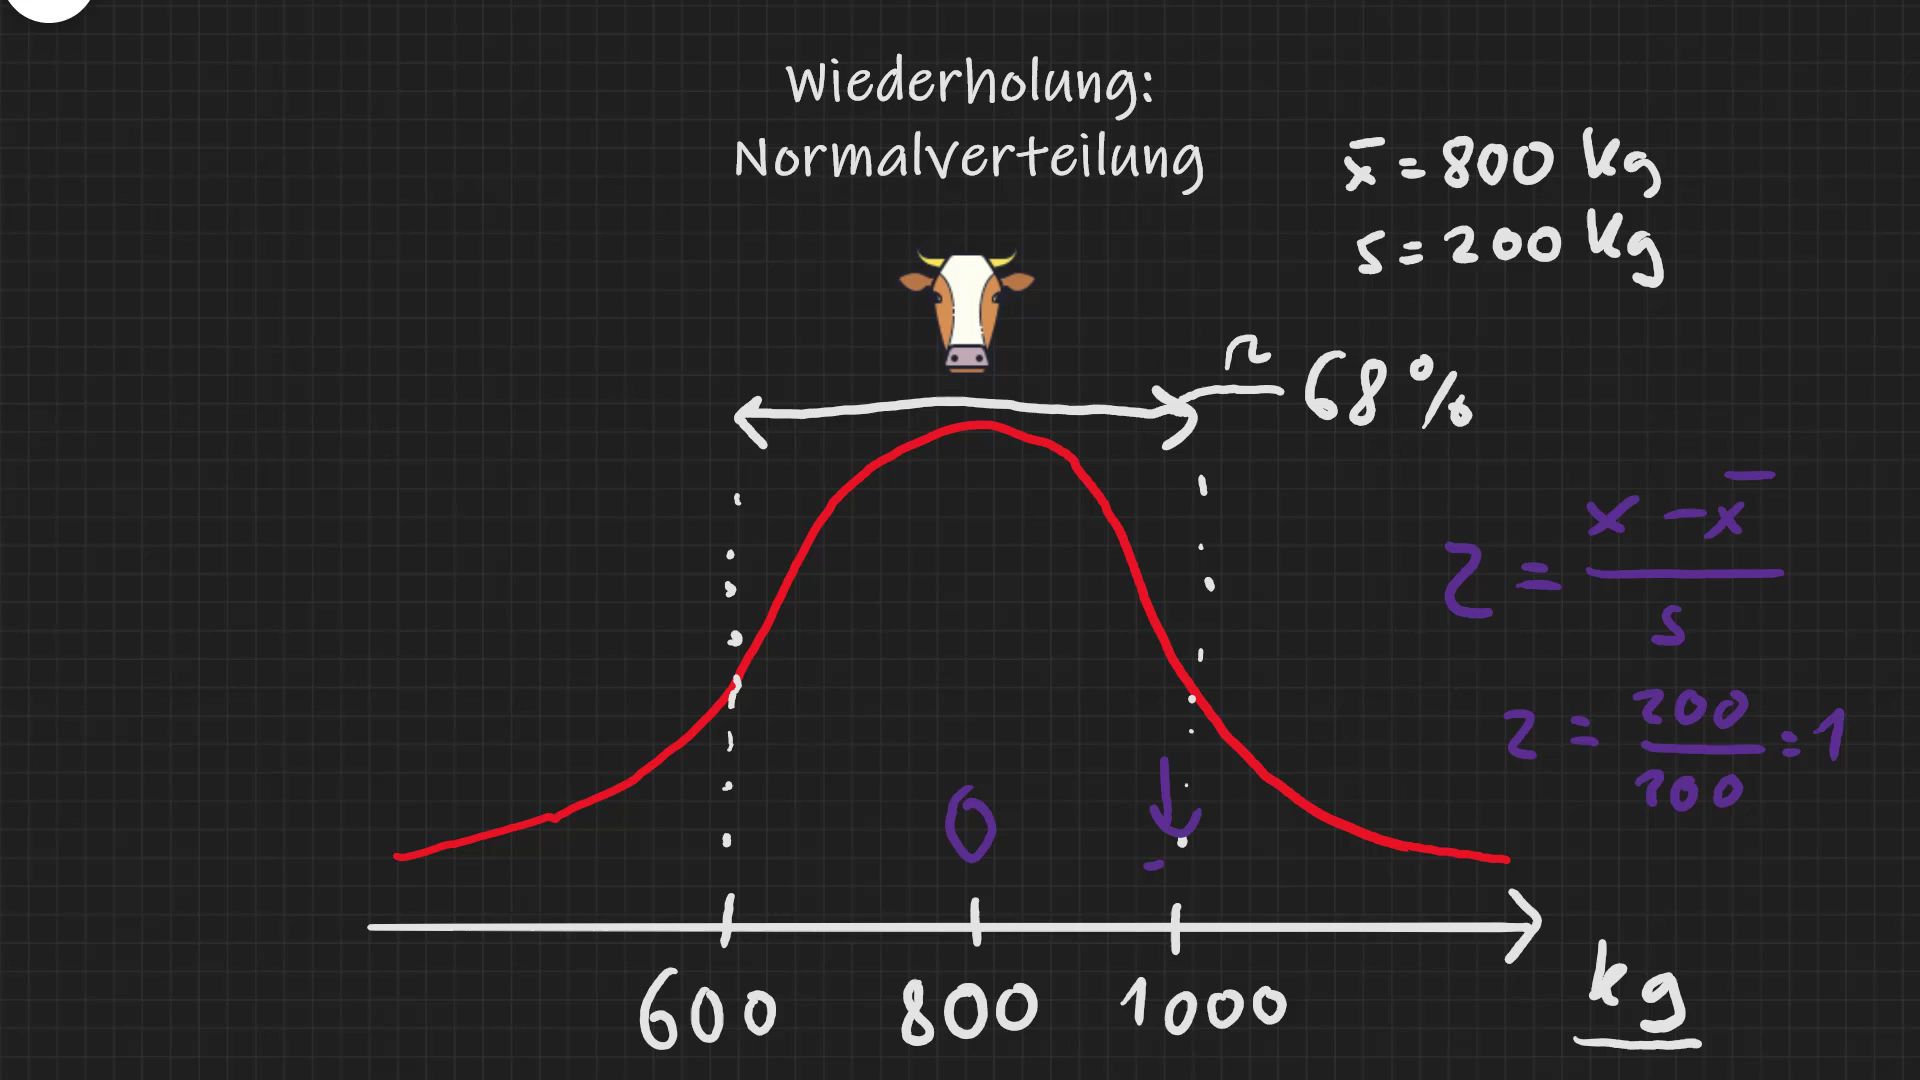 Wiederholung:
Normalverteilung
x̄ = 800 kg
s = 200 kg
~ 68%
z = (x - x̄) / s
z = 200 / 200 = 1
0
600 800 1000 kg